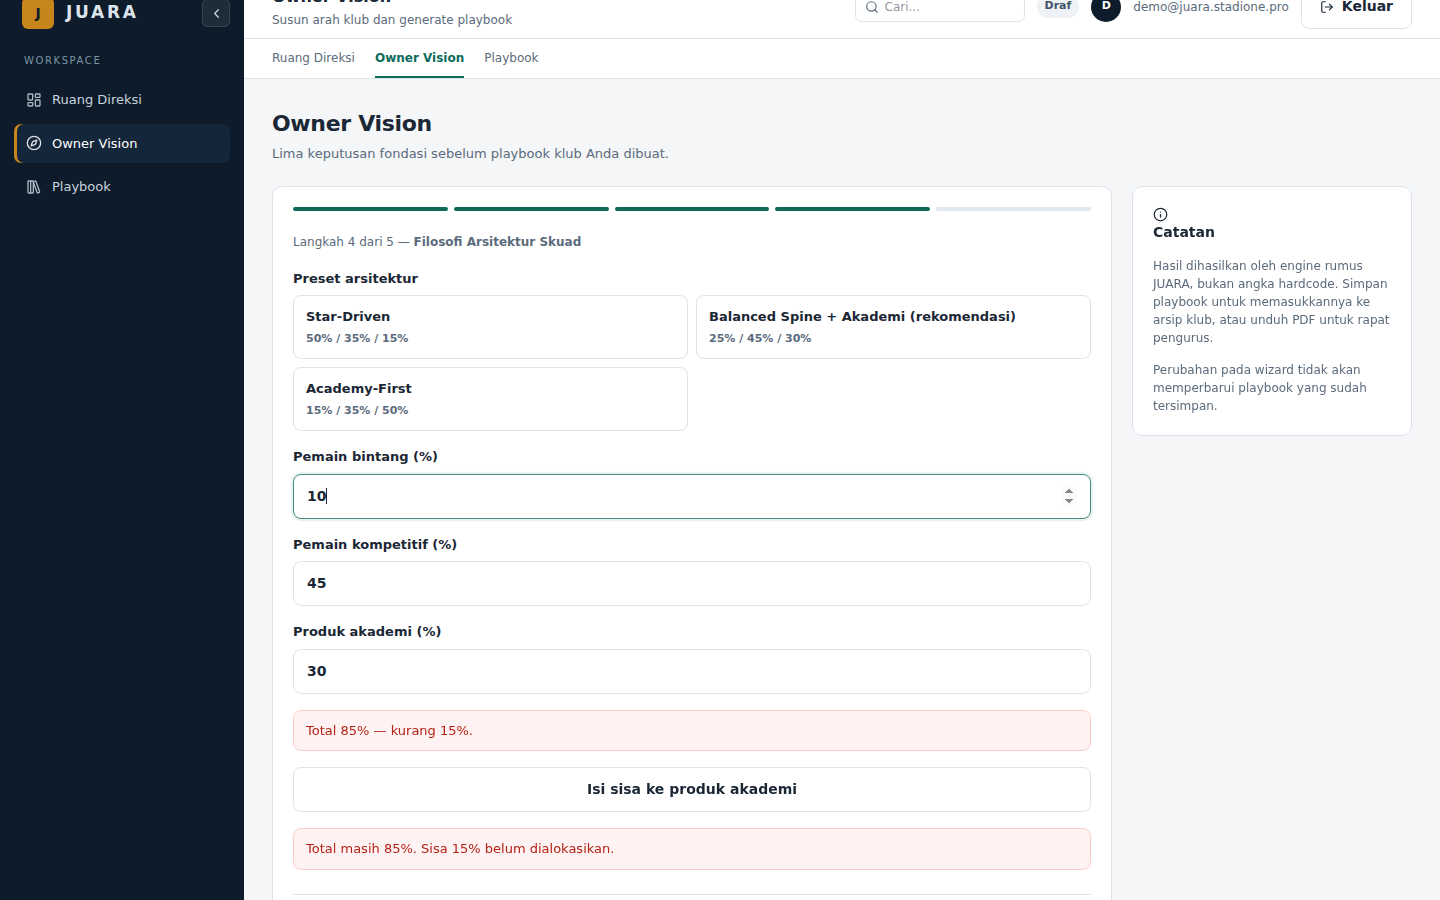 J JUARA
WORKSPACE
Ruang Direksi
Owner Vision
Playbook
Susun arah klub dan generate playbook
Cari...
Draf
D
demo@juara.stadione.pro
Keluar
Ruang Direksi
Owner Vision
Playbook
Owner Vision
Lima keputusan fondasi sebelum playbook klub Anda dibuat.
Langkah 4 dari 5 — Filosofi Arsitektur Skuad
Preset arsitektur
Star-Driven
50% / 35% / 15%
Balanced Spine + Akademi (rekomendasi)
25% / 45% / 30%
Academy-First
15% / 35% / 50%
Pemain bintang (%)
10
Pemain kompetitif (%)
45
Produk akademi (%)
30
Total 85% — kurang 15%.
Isi sisa ke produk akademi
Total masih 85%. Sisa 15% belum dialokasikan.
Catatan
Hasil dihasilkan oleh engine rumus
JUARA, bukan angka hardcode. Simpan
playbook untuk memasukkannya ke
arsip klub, atau unduh PDF untuk rapat
pengurus.
Perubahan pada wizard tidak akan
memperbarui playbook yang sudah
tersimpan.